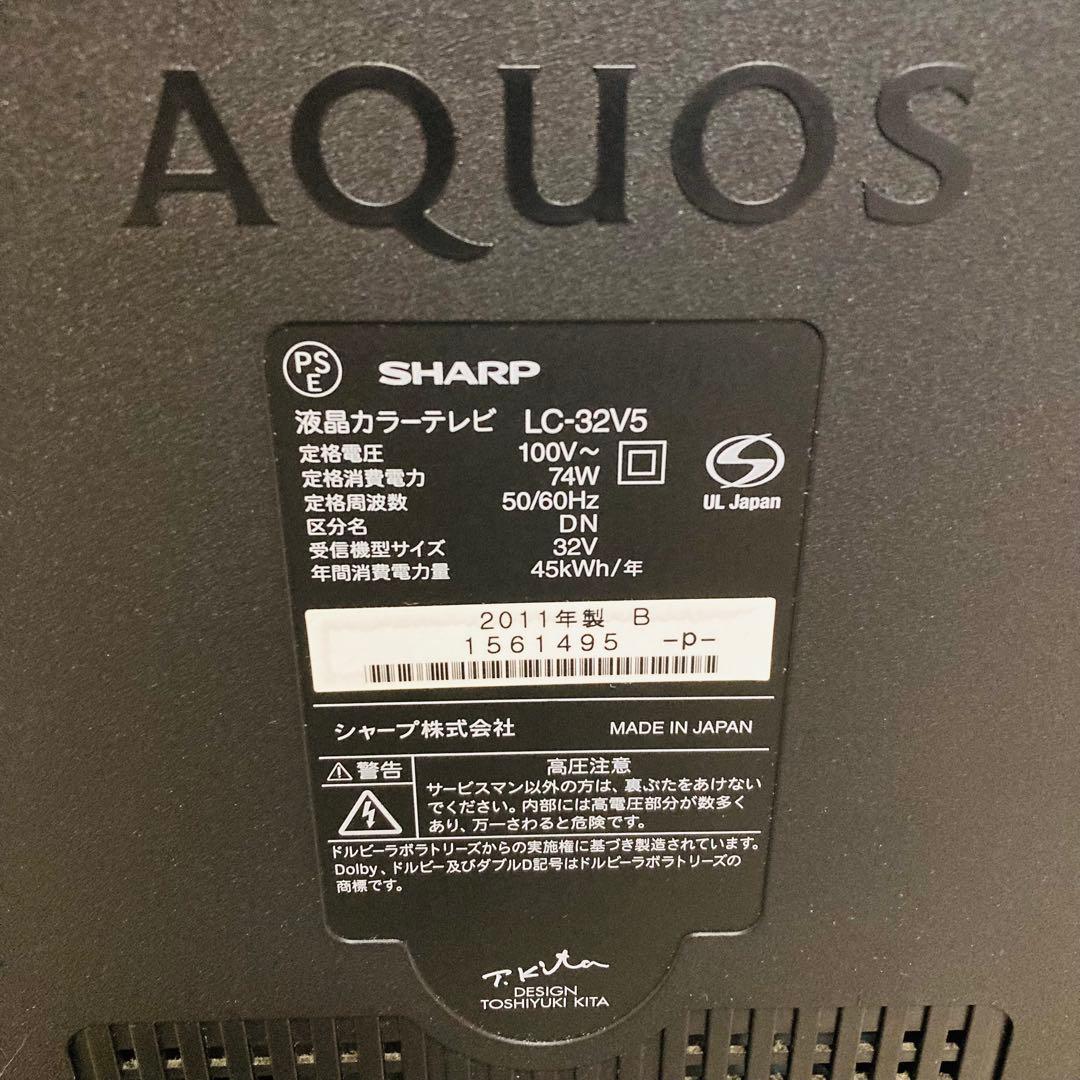 AQUOS
PSE SHARP
液晶カラーテレビ LC-32V5
定格電圧 100V～
定格消費電力 74W
定格周波数 50/60Hz
区分名 DN
受信機型サイズ 32V
年間消費電力量 45kWh/年
S
UL Japan
2011年製 B
1561495 -p-
シャープ株式会社 MADE IN JAPAN
⚠警告
高圧注意
サービスマン以外の方は、裏ぶたをあけない
でください。内部には高電圧部分が数多く
あり、万一さわると危険です。
ドルビーラボラトリーズからの実施権に基づき製造されています。
Dolby、ドルビー及びダブルD記号はドルビーラボラトリーズの
商標です。
T.Kita
DESIGN
TOSHIYUKI KITA